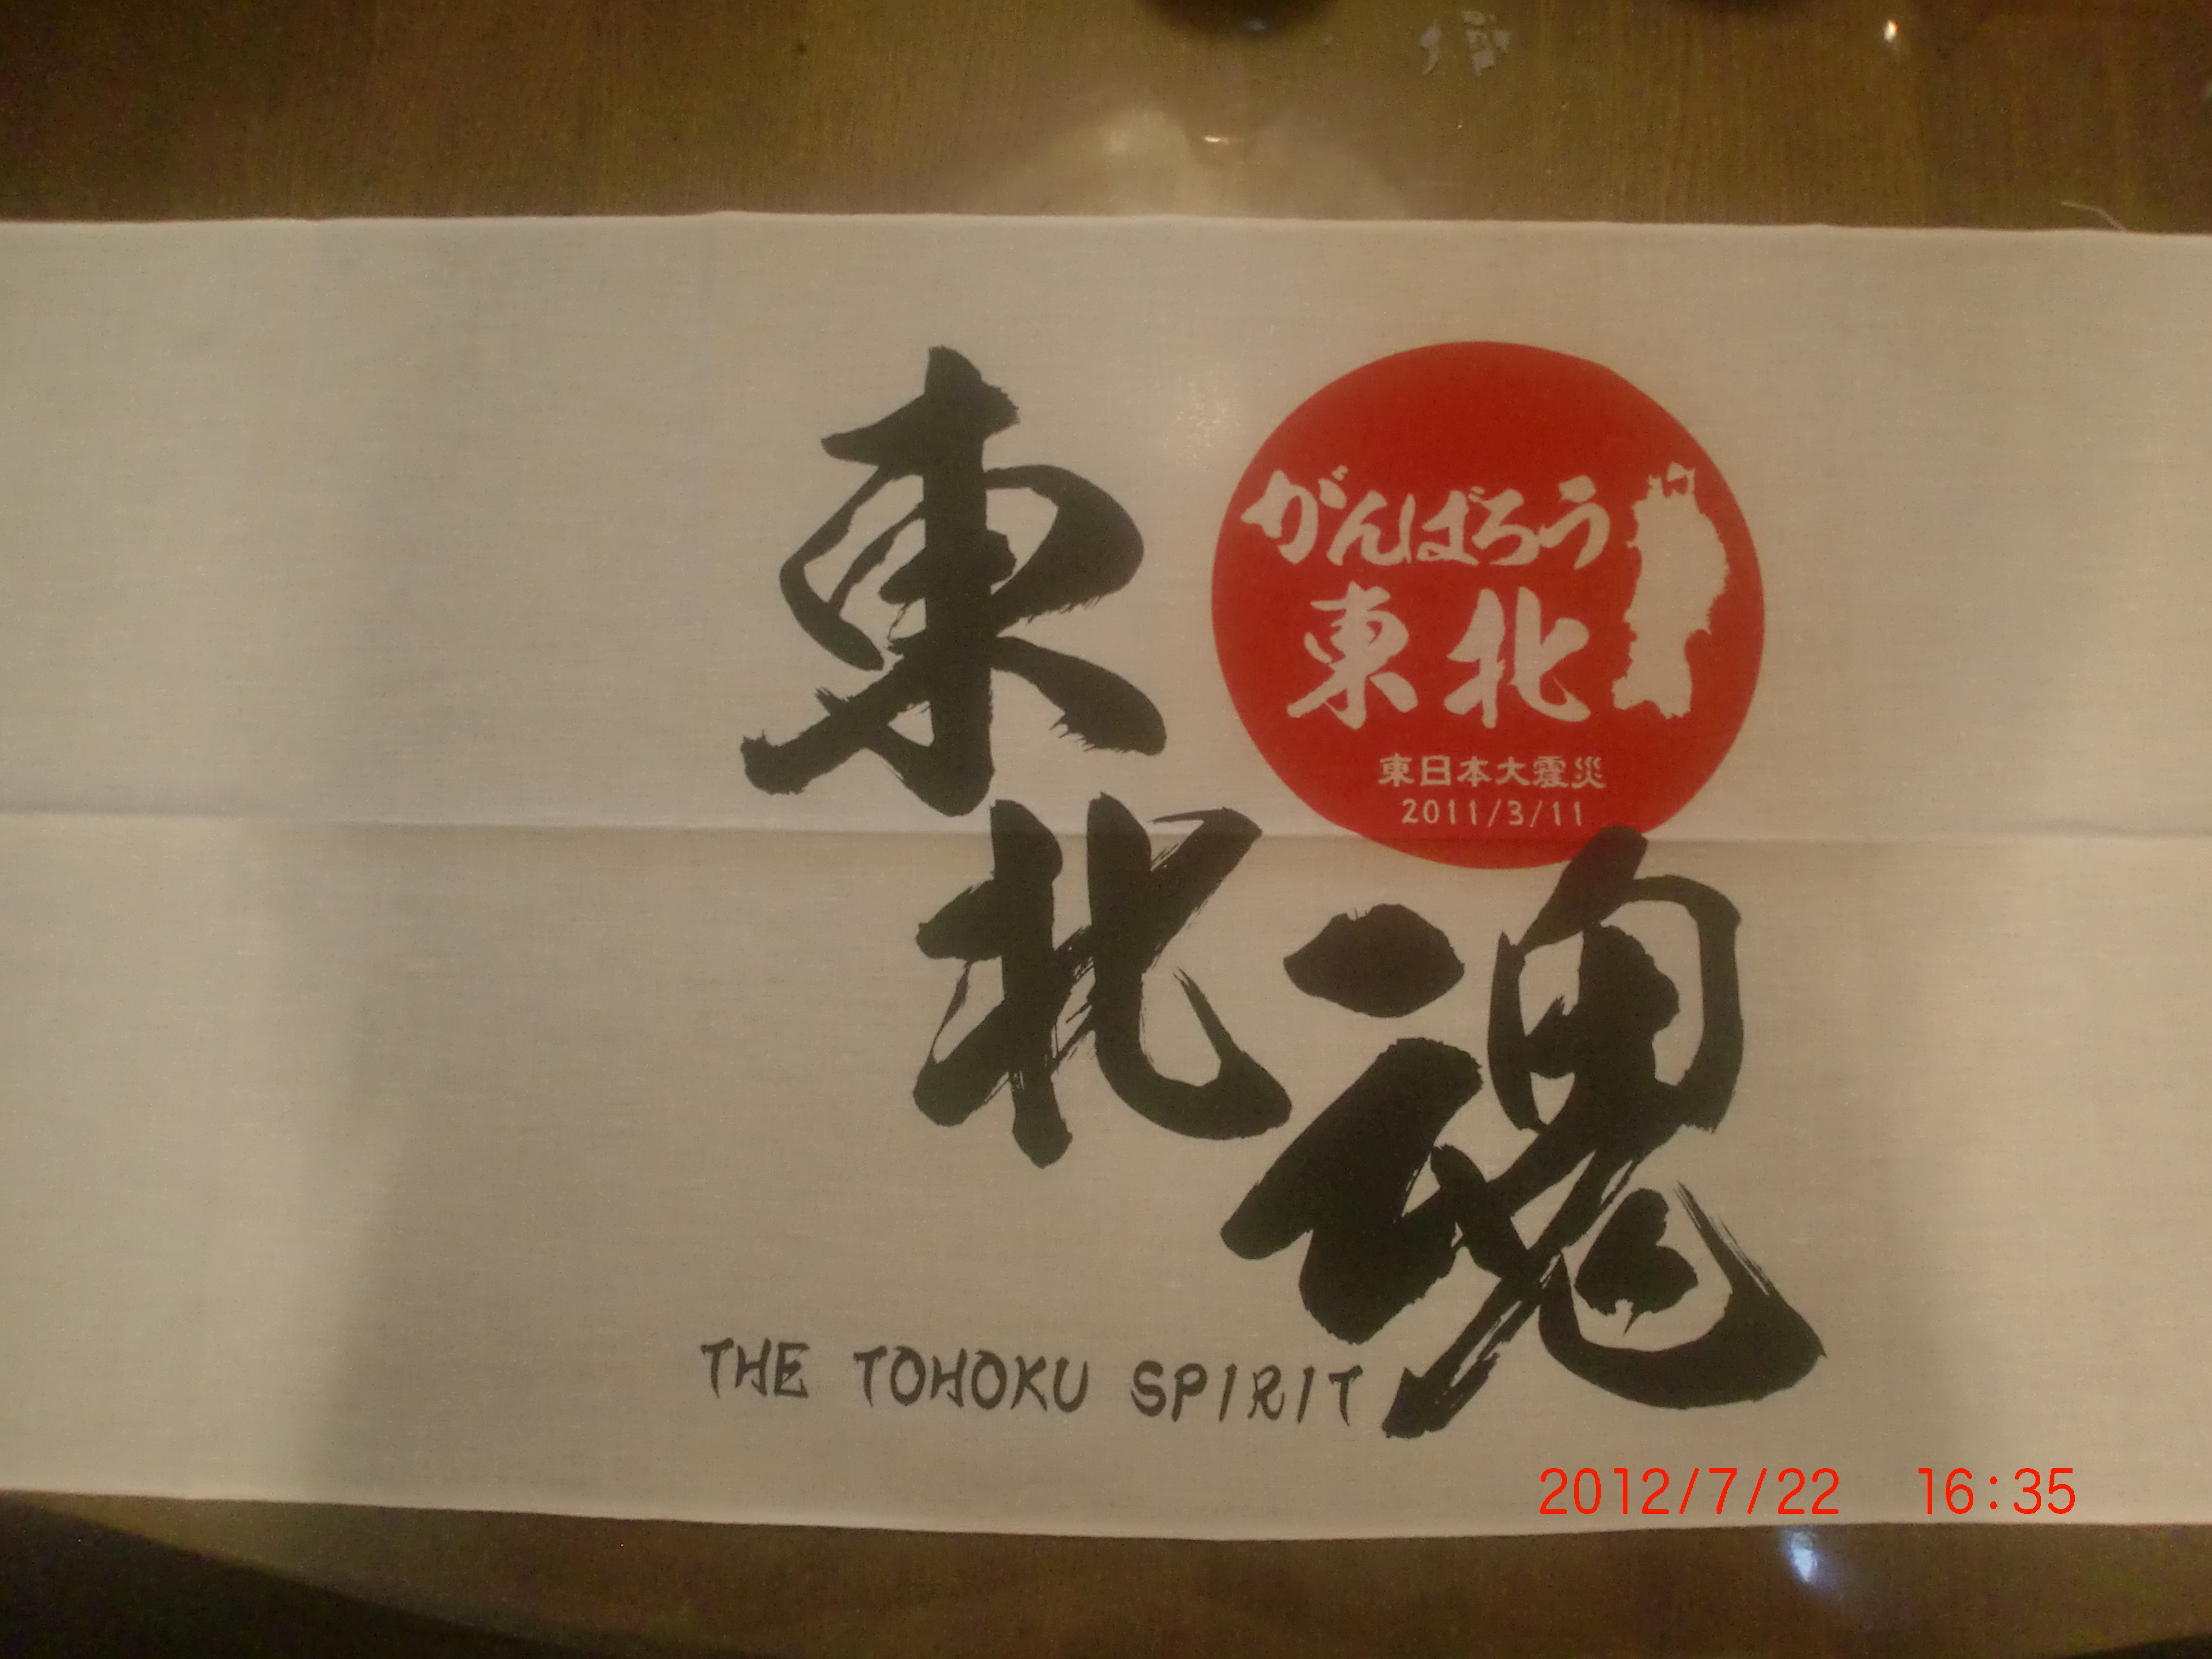 東北魂
がんばろう
東北
東日本大震災
2011/3/11
THE TOHOKU SPIRIT
2012/7/22 16:35